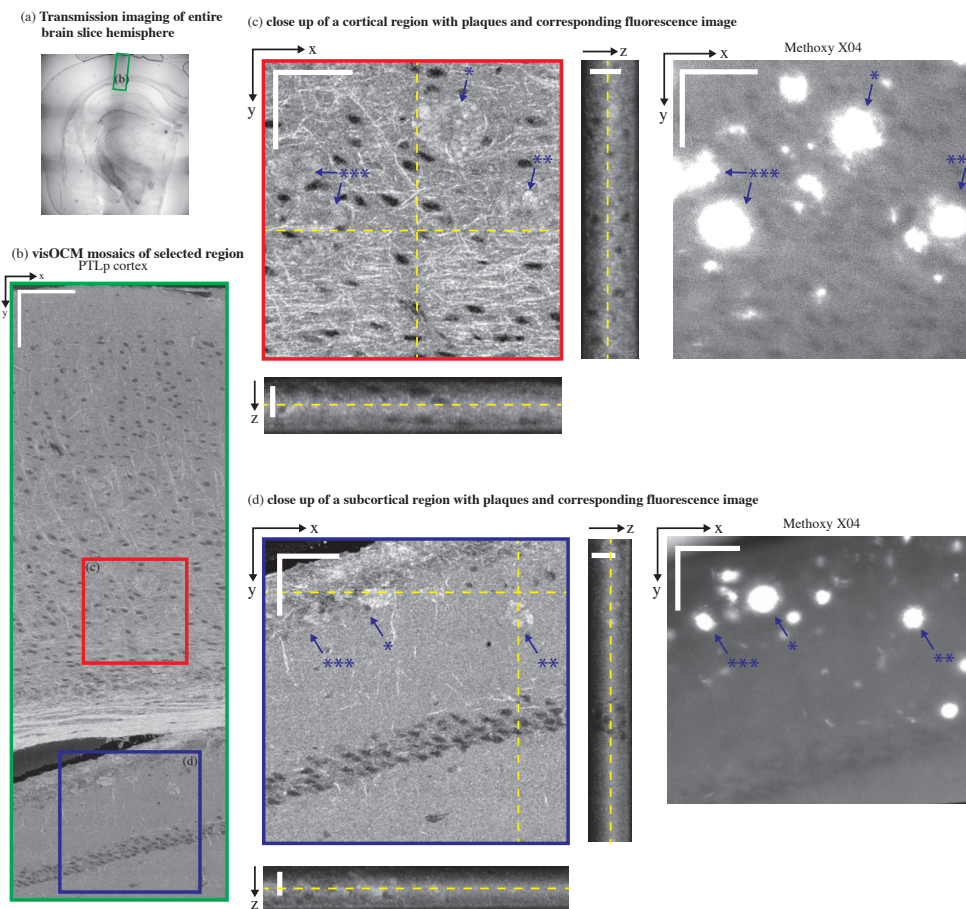 (a) Transmission imaging of entire
brain slice hemisphere
(b)
(b) visOCM mosaics of selected region
PTLp cortex
x
y
(c)
(d)
(c) close up of a cortical region with plaques and corresponding fluorescence image
x
y
*
**
***
z
z
Methoxy X04
x
y
*
**
***
(d) close up of a subcortical region with plaques and corresponding fluorescence image
x
y
***
*
**
z
z
Methoxy X04
x
y
***
*
**